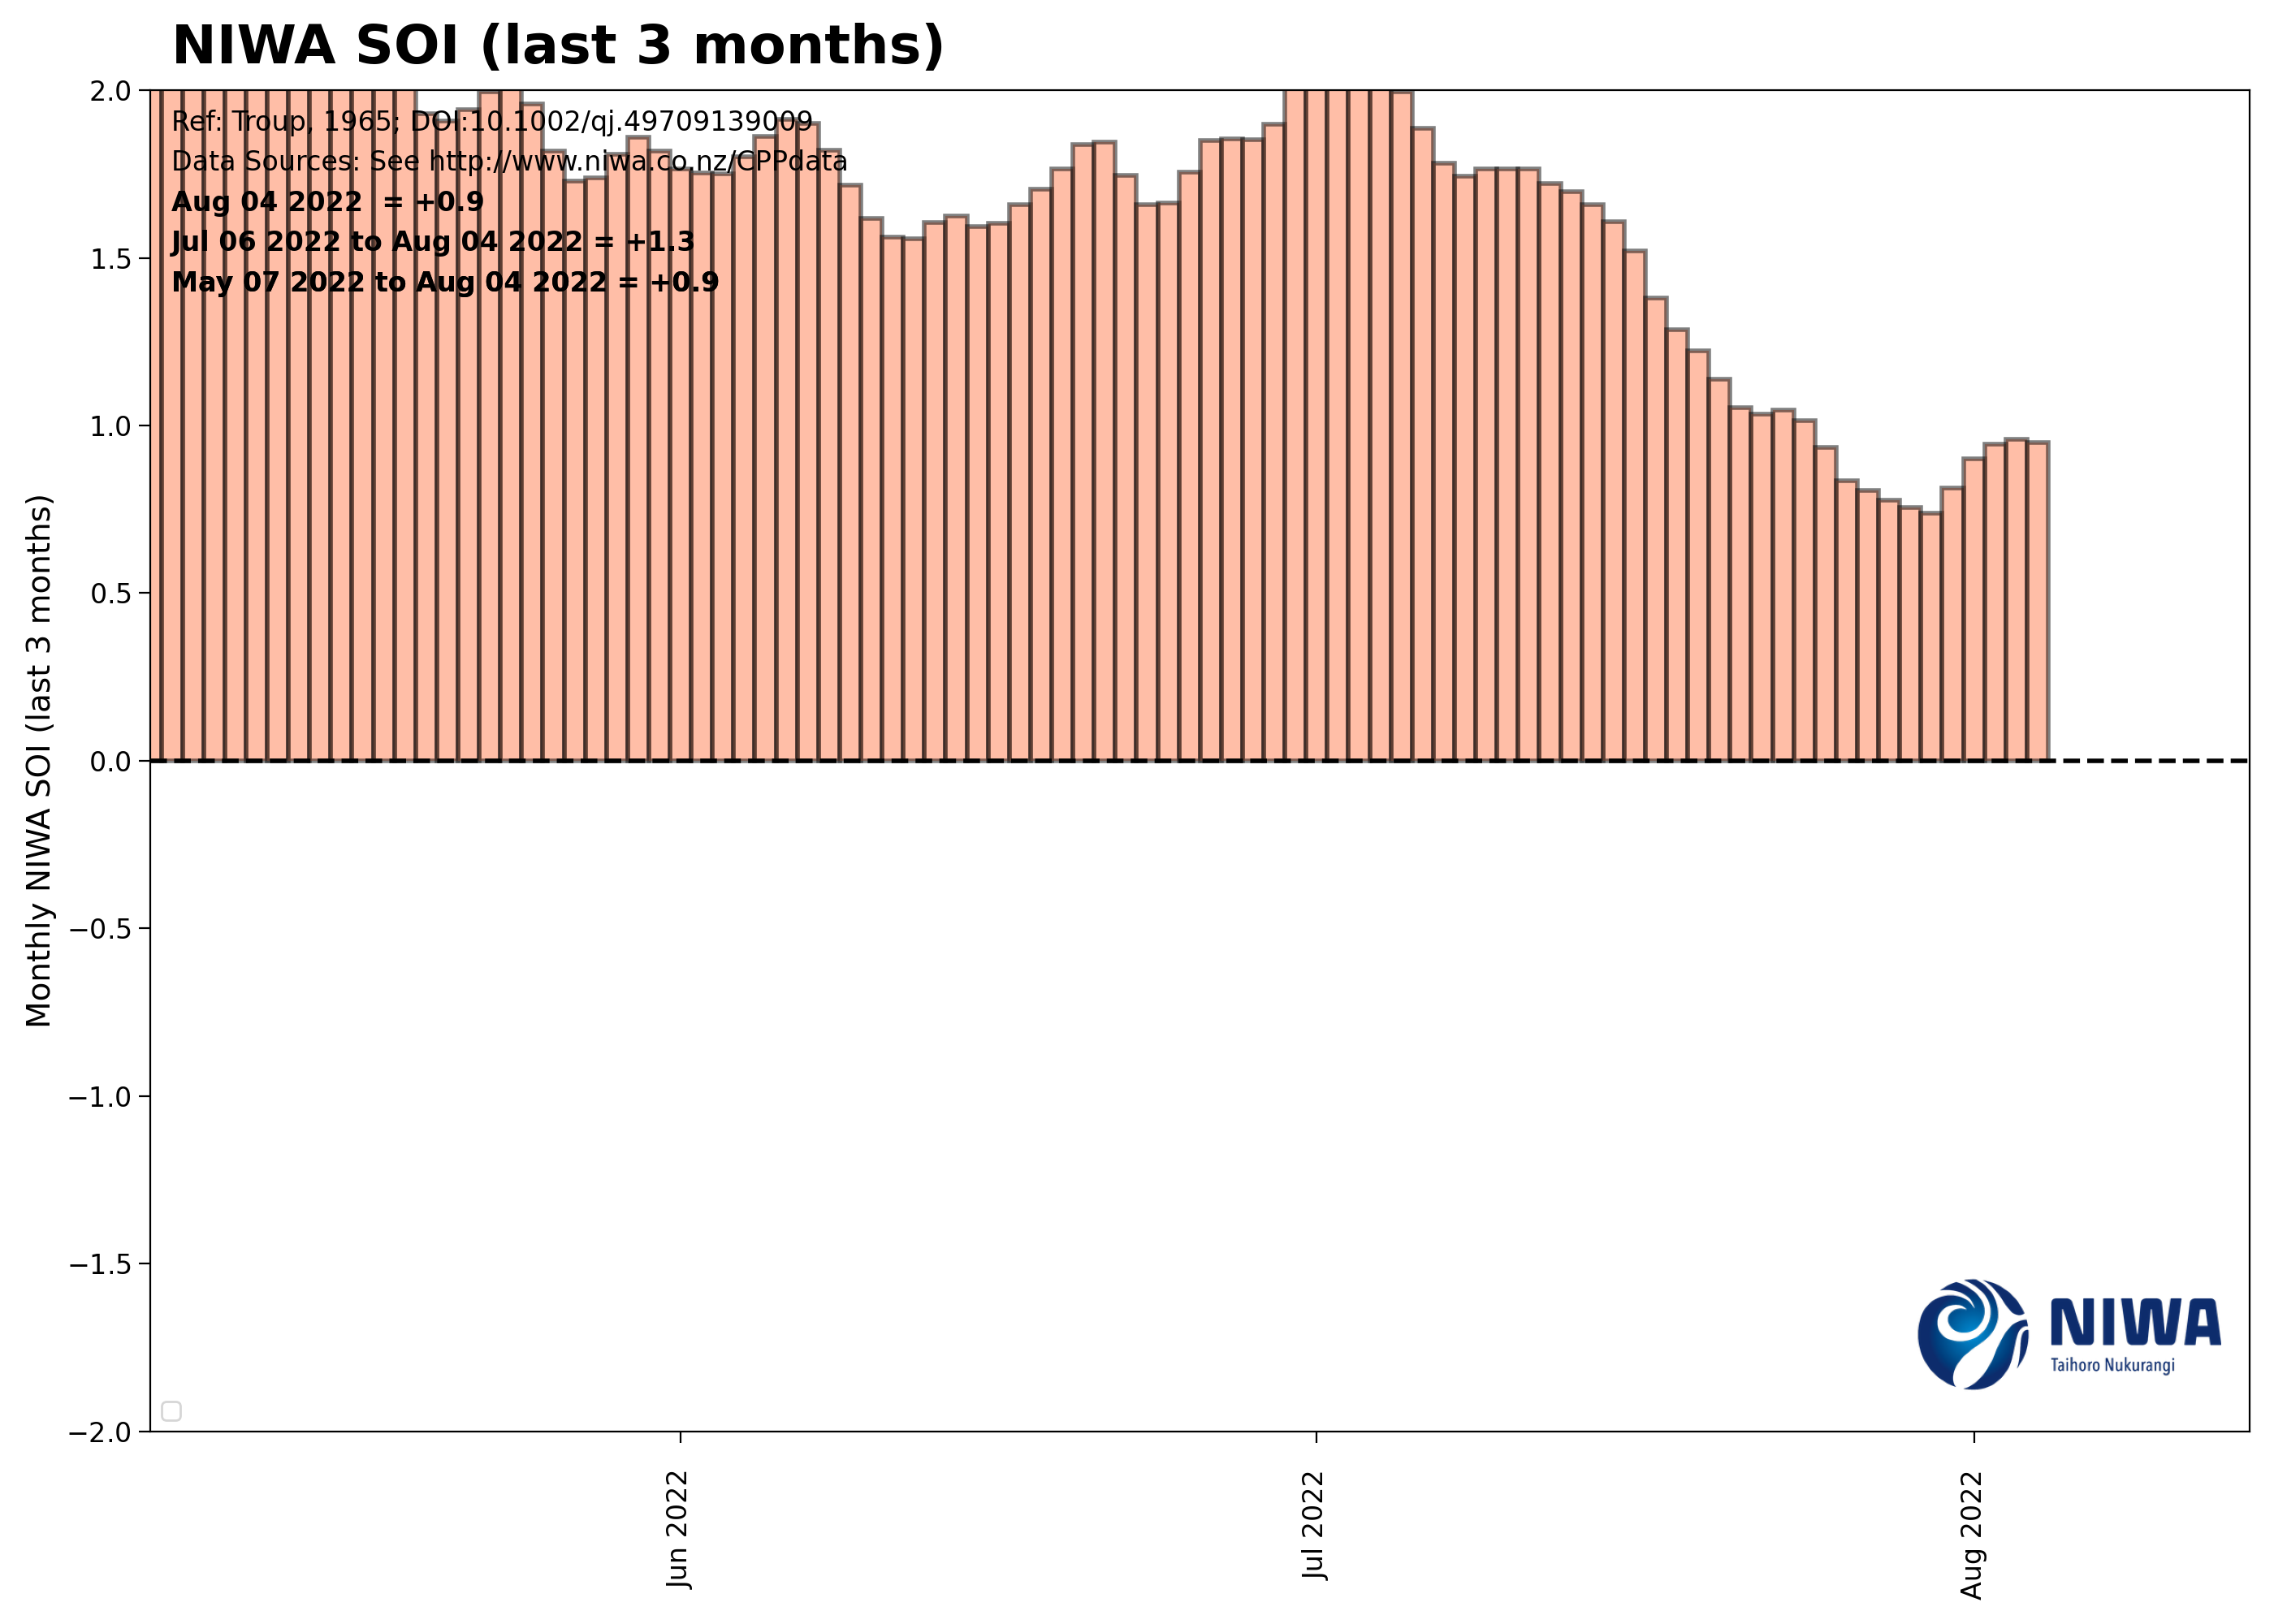 NIWA SOI (last 3 months)
2.0
Ref: Troup, 1965; DOI:10.1002/qj.49709139009
Data Sources: See http://www.niwa.co.nz/CPPdata
Aug 04 2022 = +0.9
Jul 06 2022 to Aug 04 2022 = +1.3
May 07 2022 to Aug 04 2022 = +0.9
1.5
1.0
0.5
0.0
−0.5
−1.0
−1.5
−2.0
Monthly NIWA SOI (last 3 months)
NIWA
Taihoro Nukurangi
Jun 2022
Jul 2022
Aug 2022